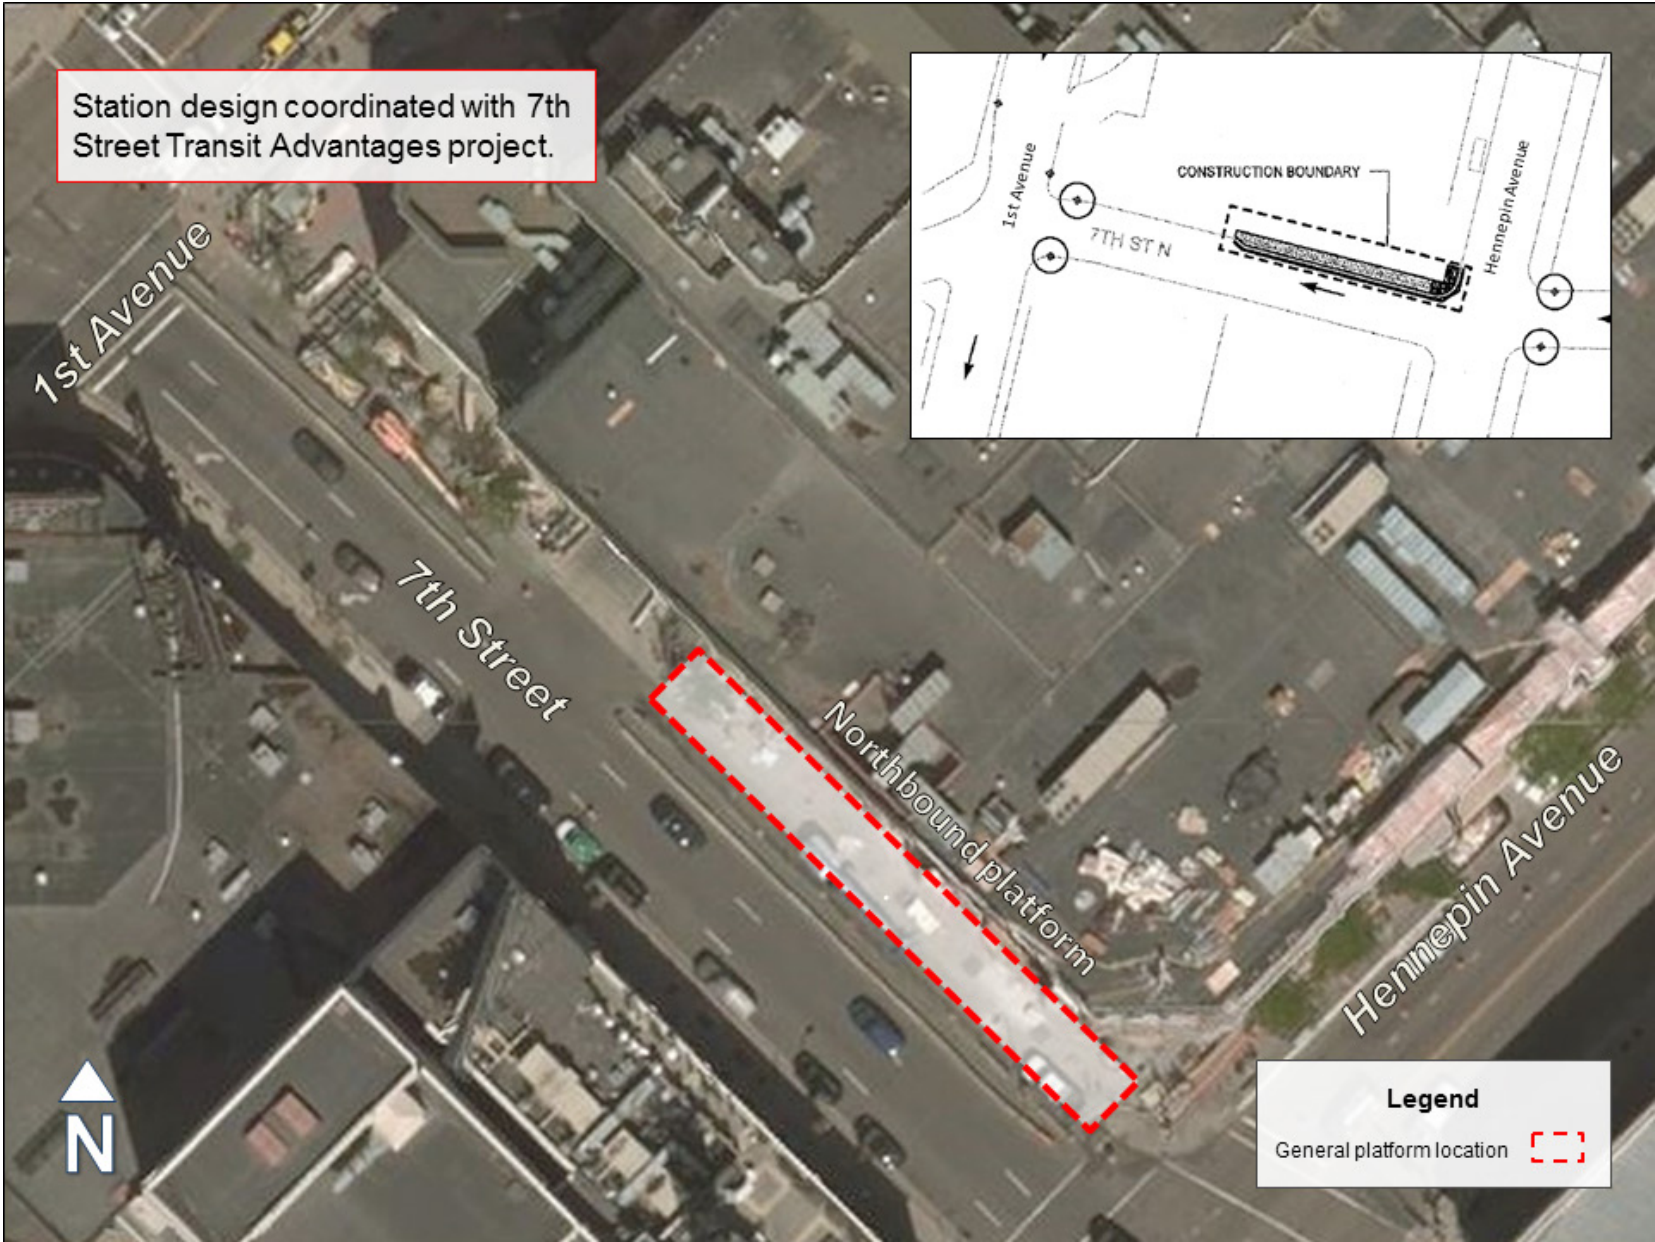 Station design coordinated with 7th
Street Transit Advantages project.
CONSTRUCTION BOUNDARY
1st Avenue
7TH ST N
Hennepin Avenue
1st Avenue
7th Street
Northbound platform
Hennepin Avenue
N
Legend
General platform location